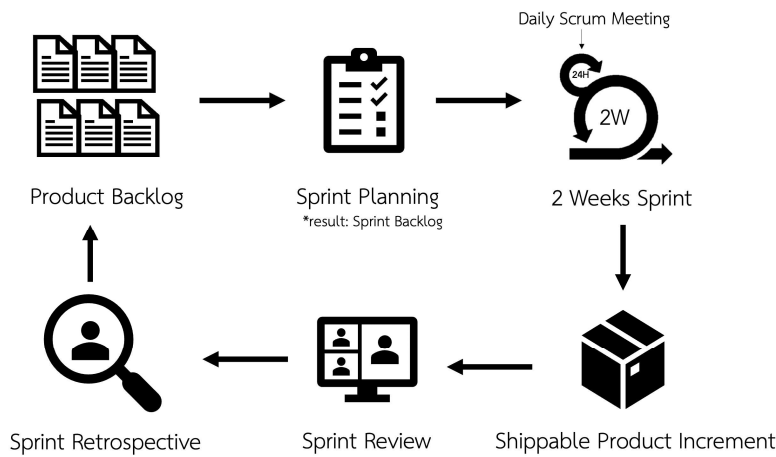 Daily Scrum Meeting
24H
2W
Product Backlog
Sprint Planning
*result: Sprint Backlog
2 Weeks Sprint
Sprint Retrospective
Sprint Review
Shippable Product Increment